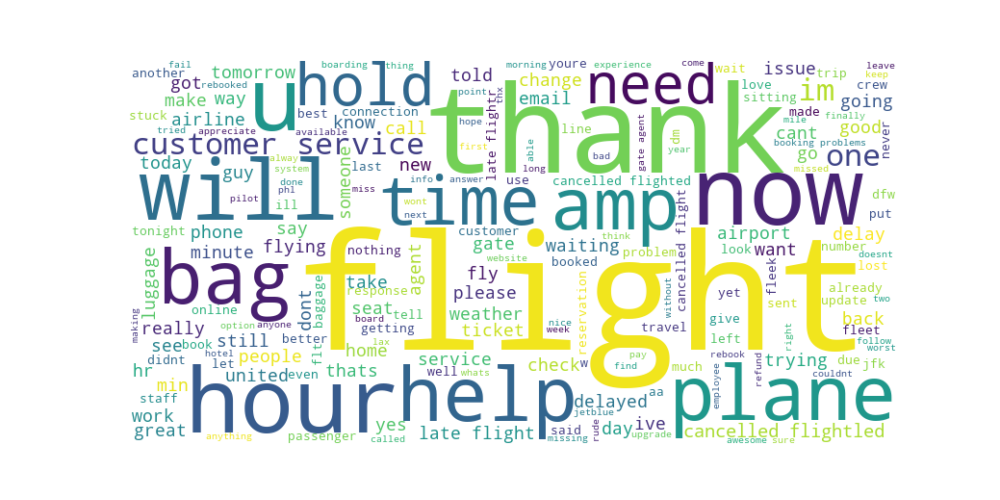 fail
boarding
thing
told
morning
youre
experience
come
leave
another
rebooked
tomorrow
hold
point
thx
change
love
wait
issue
trip
keep
got
need
sitting
crew
make
way
u
best
connection
late flightr
email
im
going
stuck
airline
available
know
call
hope
thank
line
dm
made
mile
finally
tried
appreciate
first
able
gate agent
year
cant
good
never
customer service
bad
booking problems
today
guy
alway
system
last
new
long
go
one
missed
will
done
info
answer
use
cancelled flighted
now
dfw
phl
someone
miss
time
amp
pilot
ill
wont
next
put
tonight
phone
say
customer
think
airport
delay
minute
flying
nothing
gate
waiting
website
problem
look
want
number
doesnt
luggage
bag
flight
agent
fly
booked
cancelled flight
fleek
lost
take
response
please
reservation
without
yet
sent
already
two
online
dont
baggage
seat
tell
weather
nice
travel
give
update
back
making
option
anyone
board
getting
ticket
week
left
right
fleet
follow
really
see
book
still
better
flt
lax
home
rebook
trying
due
jfk
worst
didnt
hotel
let
people
thats
service
check
w
pay
find
much
refund
couldnt
hr
min
united
even
well
whats
employee
staff
hour
help
delayed
aa
plane
work
jetblue
great
anything
passenger
yes
called
late flight
said
missing
rude
day
ive
upgrade
cancelled flightled
awesome
sure